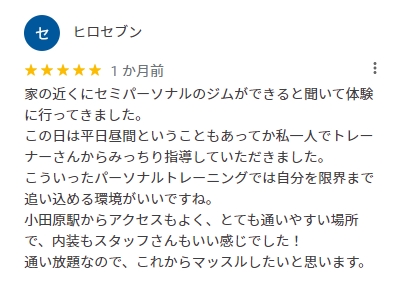 セ
ヒロセブン
★★★★★ 1 か月前
家の近くにセミパーソナルのジムができると聞いて体験
に行ってきました。
この日は平日昼間ということもあってか私一人でトレー
ナーさんからみっちり指導していただきました。
こういったパーソナルトレーニングでは自分を限界まで
追い込める環境がいいですね。
小田原駅からアクセスもよく、とても通いやすい場所
で、内装もスタッフさんもいい感じでした！
通い放題なので、これからマッスルしたいと思います。